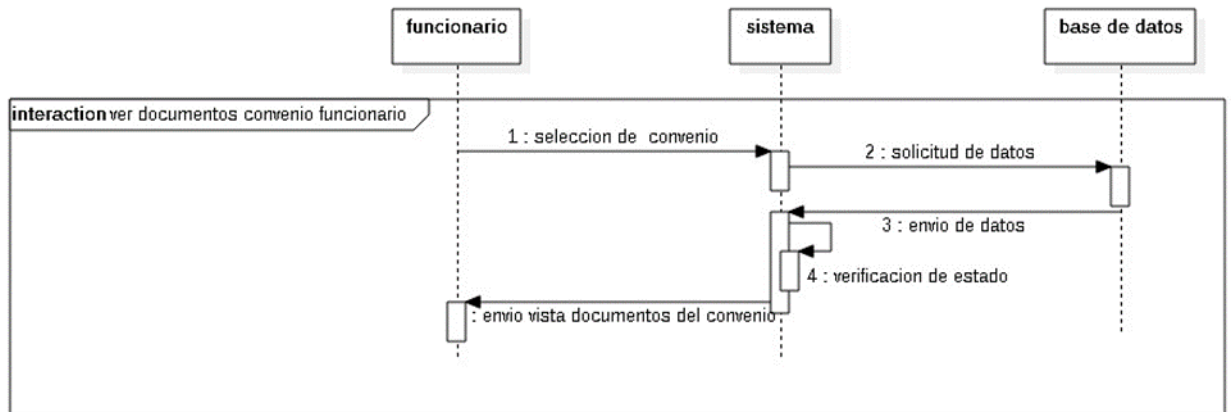 funcionario
sistema
base de datos
interaction ver documentos convenio funcionario
1 : seleccion de convenio
2 : solicitud de datos
3 : envio de datos
4 : verificacion de estado
: envio vista documentos del convenio